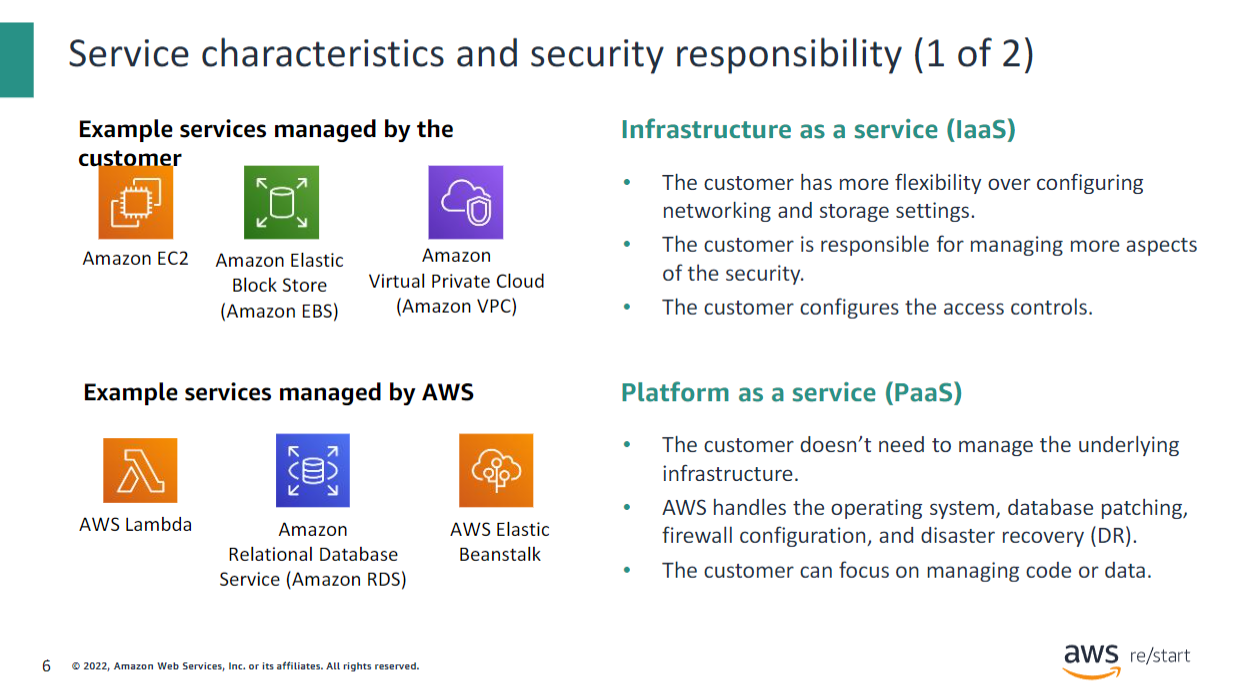 Service characteristics and security responsibility (1 of 2)
Example services managed by the
customer
Amazon EC2
Amazon Elastic
Block Store
(Amazon EBS)
Amazon
Virtual Private Cloud
(Amazon VPC)
Infrastructure as a service (IaaS)
• The customer has more flexibility over configuring
networking and storage settings.
• The customer is responsible for managing more aspects
of the security.
• The customer configures the access controls.
Example services managed by AWS
AWS Lambda
Amazon
Relational Database
Service (Amazon RDS)
AWS Elastic
Beanstalk
Platform as a service (PaaS)
• The customer doesn’t need to manage the underlying
infrastructure.
• AWS handles the operating system, database patching,
firewall configuration, and disaster recovery (DR).
• The customer can focus on managing code or data.
6 © 2022, Amazon Web Services, Inc. or its affiliates. All rights reserved.
aws re/start